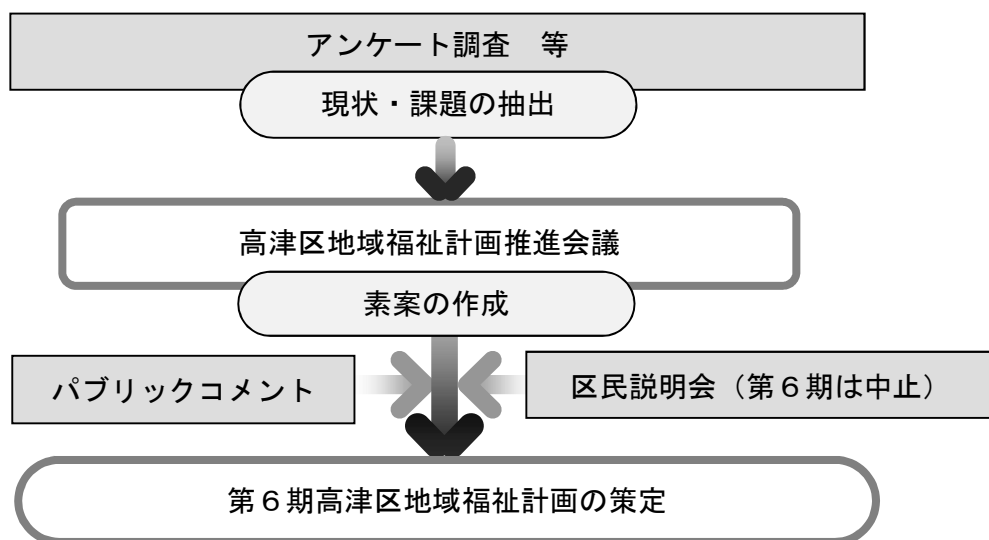 アンケート調査　等
現状・課題の抽出
高津区地域福祉計画推進会議
素案の作成
パブリックコメント
区民説明会（第６期は中止）
第６期高津区地域福祉計画の策定